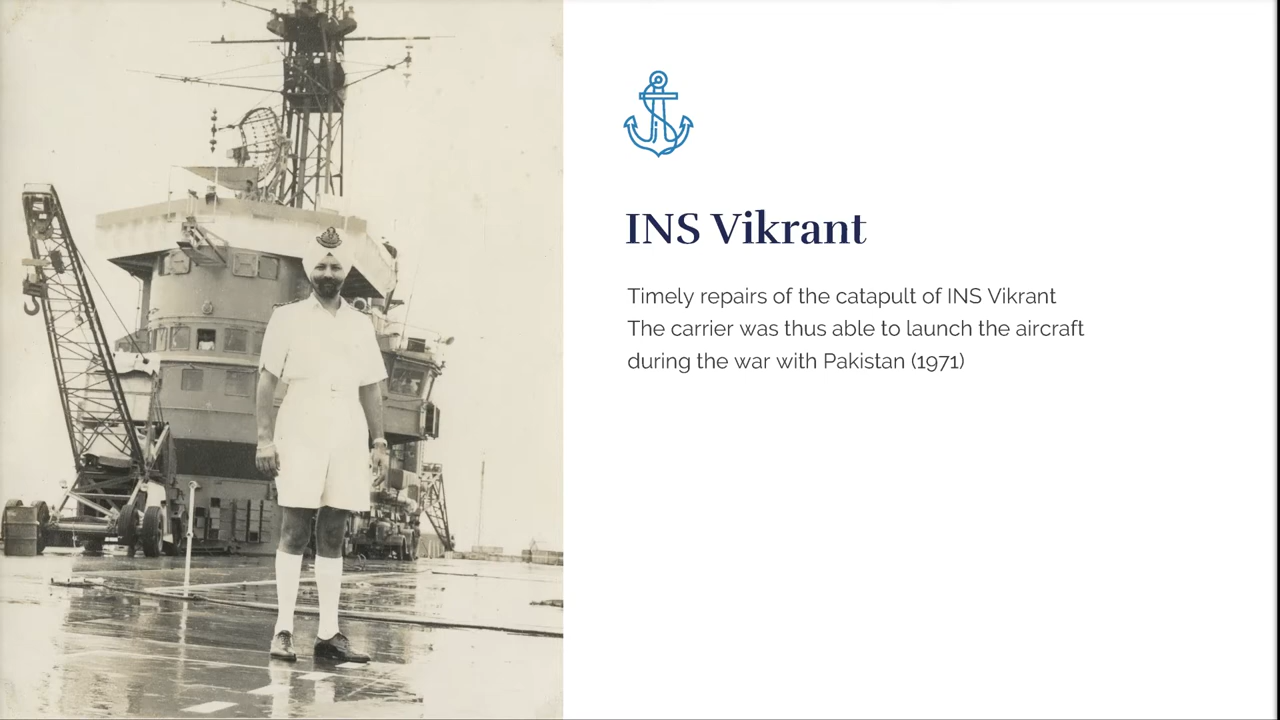 INS Vikrant
Timely repairs of the catapult of INS Vikrant
The carrier was thus able to launch the aircraft
during the war with Pakistan (1971)